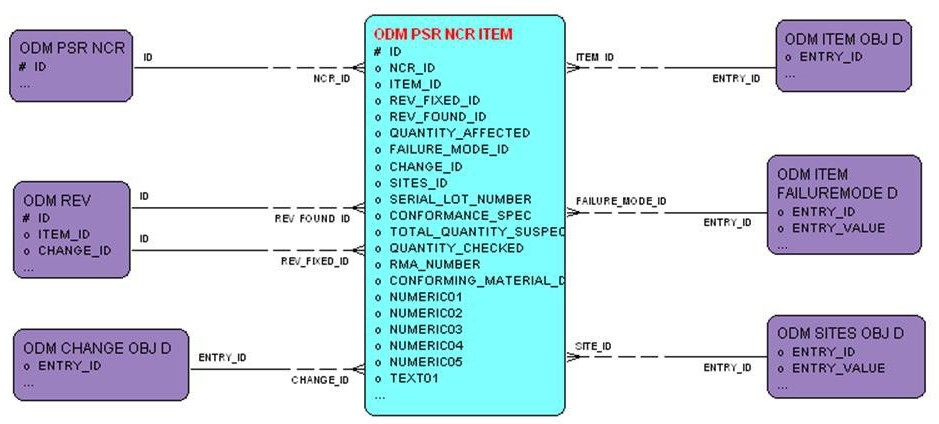 ODM PSR NCR
# ID
...
ID
NCR_ID
ODM REV
# ID
o ITEM_ID
o CHANGE_ID
...
ID
REV_FOUND_ID
ID
REV_FIXED_ID
ODM CHANGE OBJ D
o ENTRY_ID
...
ENTRY_ID
CHANGE_ID
ODM PSR NCR ITEM
# ID
o NCR_ID
o ITEM_ID
o REV_FIXED_ID
o REV_FOUND_ID
o QUANTITY_AFFECTED
o FAILURE_MODE_ID
o CHANGE_ID
o SITES_ID
o SERIAL_LOT_NUMBER
o CONFORMANCE_SPEC
o TOTAL_QUANTITY_SUSPEC
o QUANTITY_CHECKED
o RMA_NUMBER
o CONFORMING_MATERIAL_D
o NUMERIC01
o NUMERIC02
o NUMERIC03
o NUMERIC04
o NUMERIC05
o TEXT01
...
ITEM_ID
ENTRY_ID
ODM ITEM OBJ D
o ENTRY_ID
...
FAILURE_MODE_ID
ENTRY_ID
ODM ITEM
FAILUREMODE D
o ENTRY_ID
o ENTRY_VALUE
...
SITE_ID
ENTRY_ID
ODM SITES OBJ D
o ENTRY_ID
o ENTRY_VALUE
...